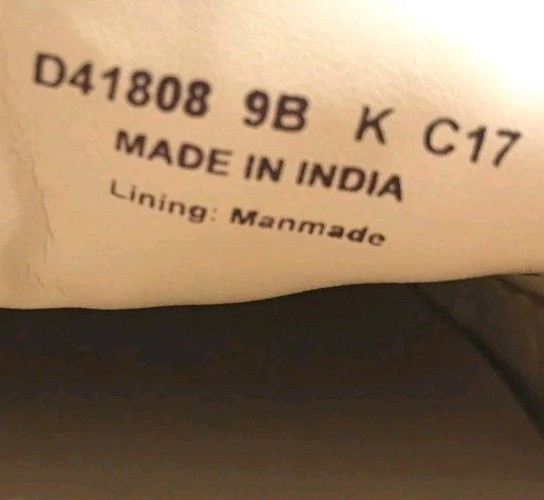 D41808 9B K C17
MADE IN INDIA
Lining: Manmade